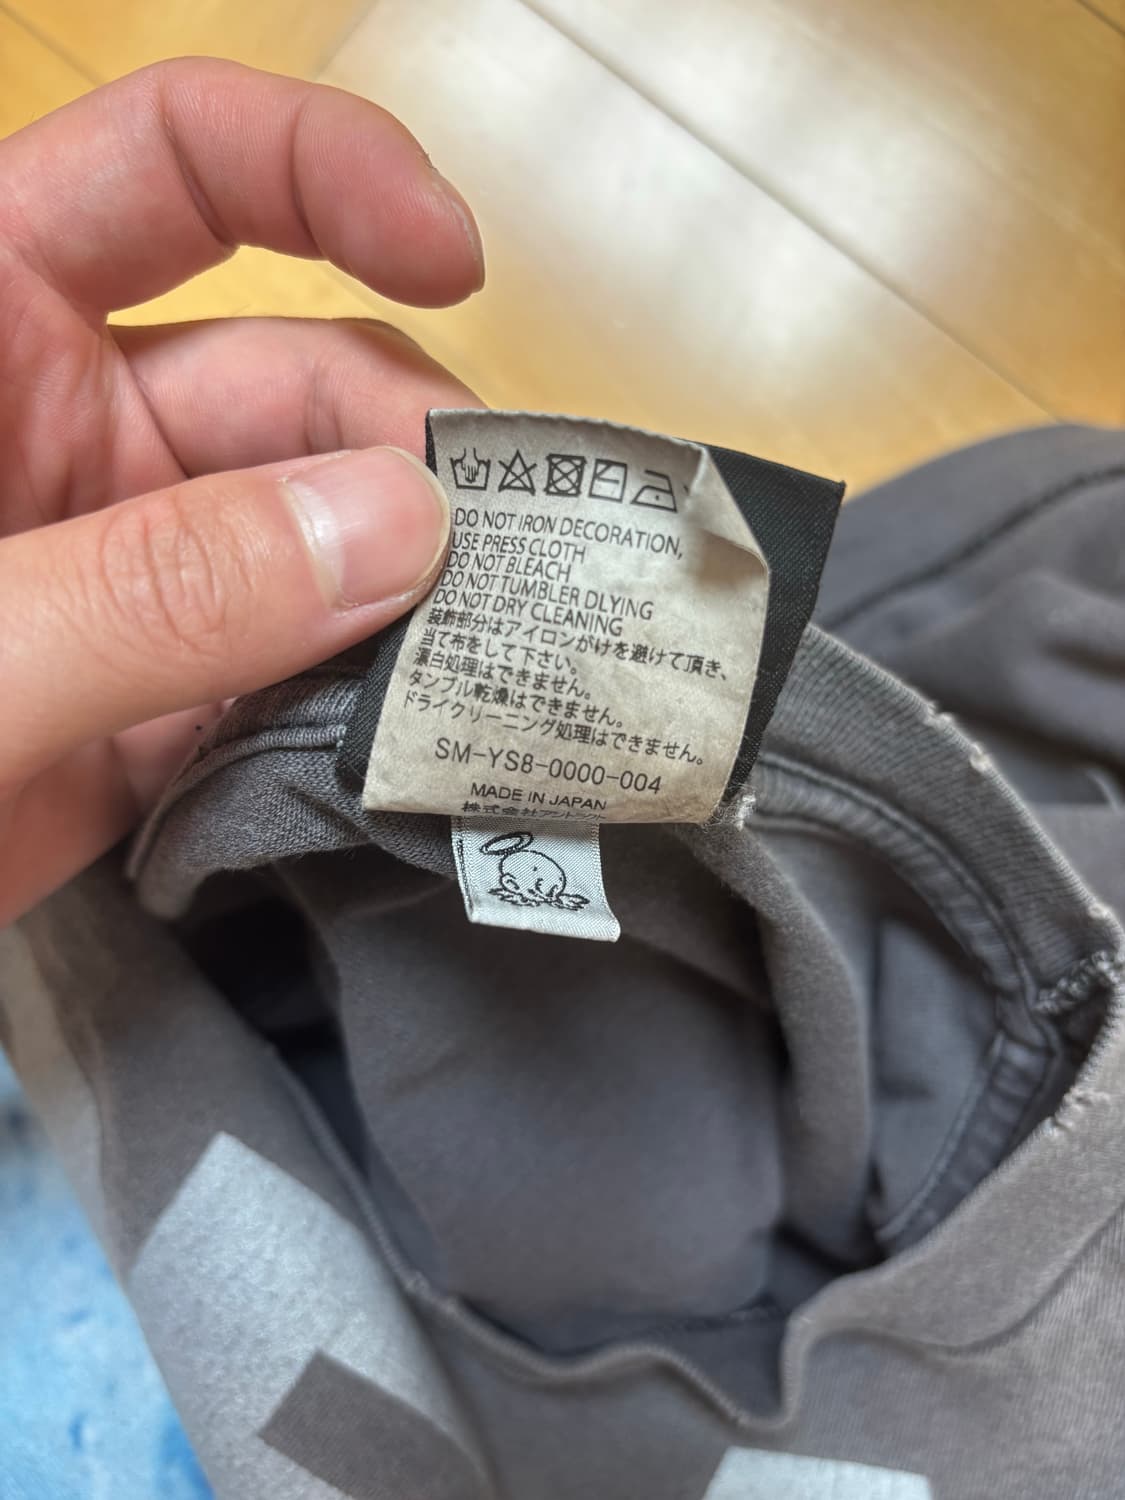 DO NOT IRON DECORATION,
USE PRESS CLOTH
DO NOT BLEACH
DO NOT TUMBLER DLYING
DO NOT DRY CLEANING
装飾部分はアイロンがけを避けて頂き、
当て布をして下さい。
漂白処理はできません。
タンブル乾燥はできません。
ドライクリーニング処理はできません。
SM-YS8-0000-004
MADE IN JAPAN
株式会社